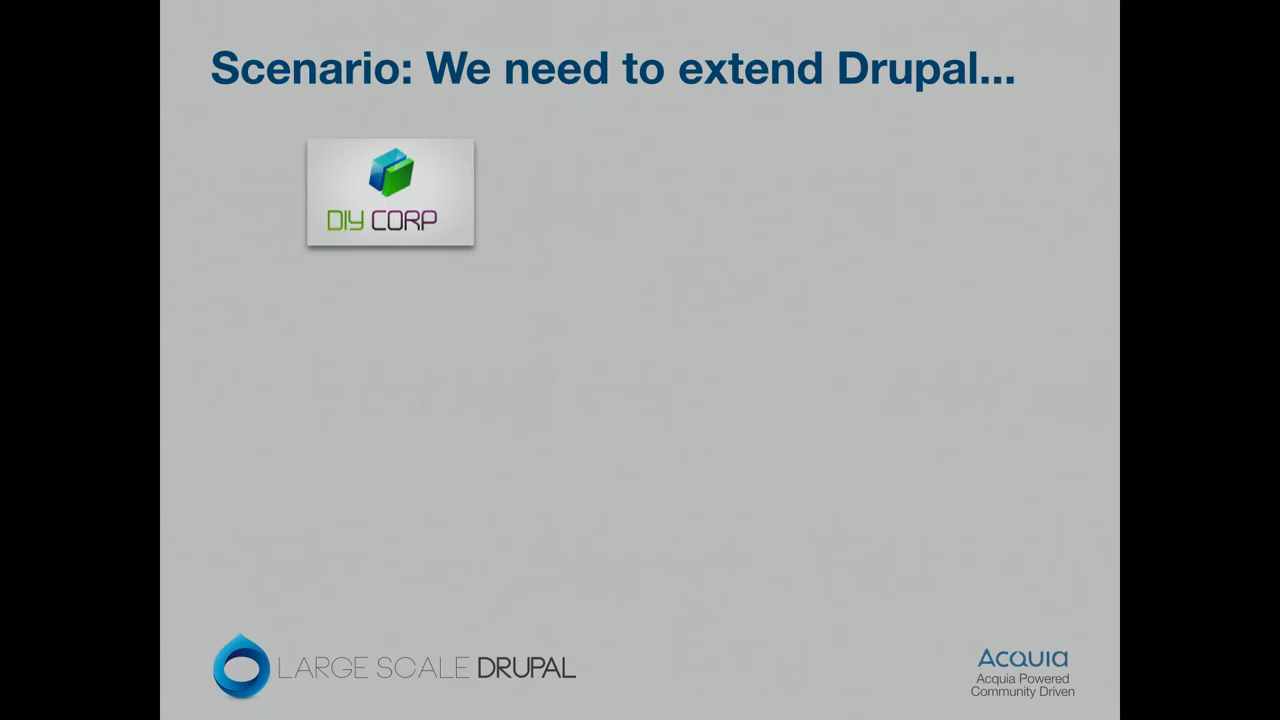 Scenario: We need to extend Drupal...
DIY CORP
LARGE SCALE DRUPAL
Acquia
Acquia Powered
Community Driven